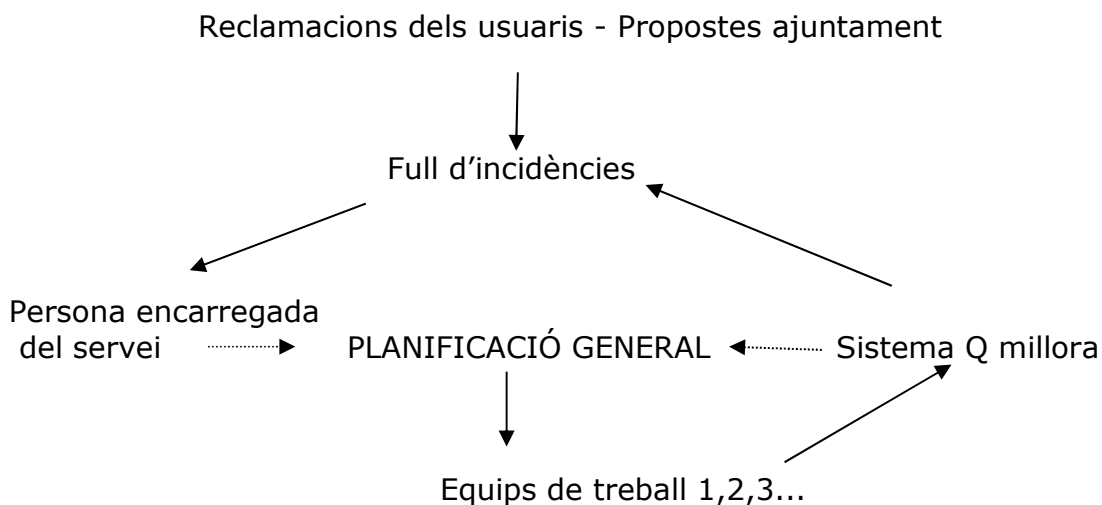 Reclamacions dels usuaris - Propostes ajuntament
Full d’incidències
Persona encarregada
del servei
PLANIFICACIÓ GENERAL
Sistema Q millora
Equips de treball 1,2,3...